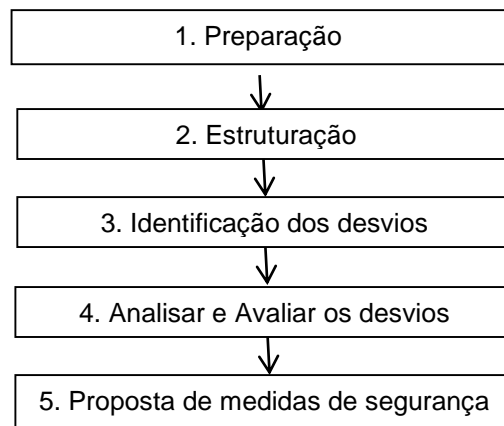 1. Preparação
2. Estruturação
3. Identificação dos desvios
4. Analisar e Avaliar os desvios
5. Proposta de medidas de segurança